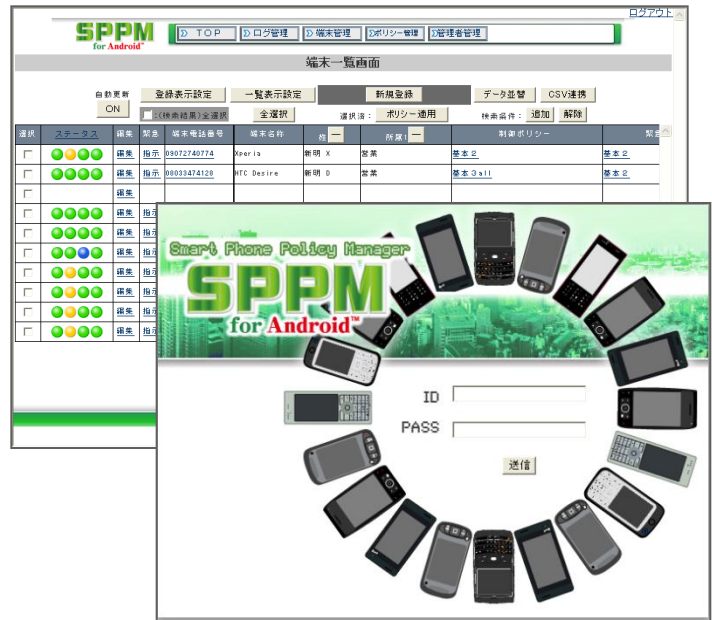 ログアウト
SPPM
for Android™
TOP
ログ管理
端末管理
ポリシー管理
管理者管理
端末一覧画面
自動更新
ON
登録表示設定
一覧表示設定
新規登録
データ並替
CSV連携
:(検索結果)全選択
全選択
選択済:
ポリシー適用
検索条件:
追加
解除
選択 ステータス 編集 緊急 端末電話番号 端末名称 姓 ー 所属1 ー 制御ポリシー 緊急
編集 指示 09072740774 Xperia 新明 X 営業 基本2 基本2
編集 指示 08033474128 HTC Desire 新明 D 営業 基本3all 基本2
編集
編集 指示
編集 指示
編集 指示
編集 指示
編集 指示
編集 指示
Smart Phone Policy Manager
SPPM
for Android™
ID
PASS
送信